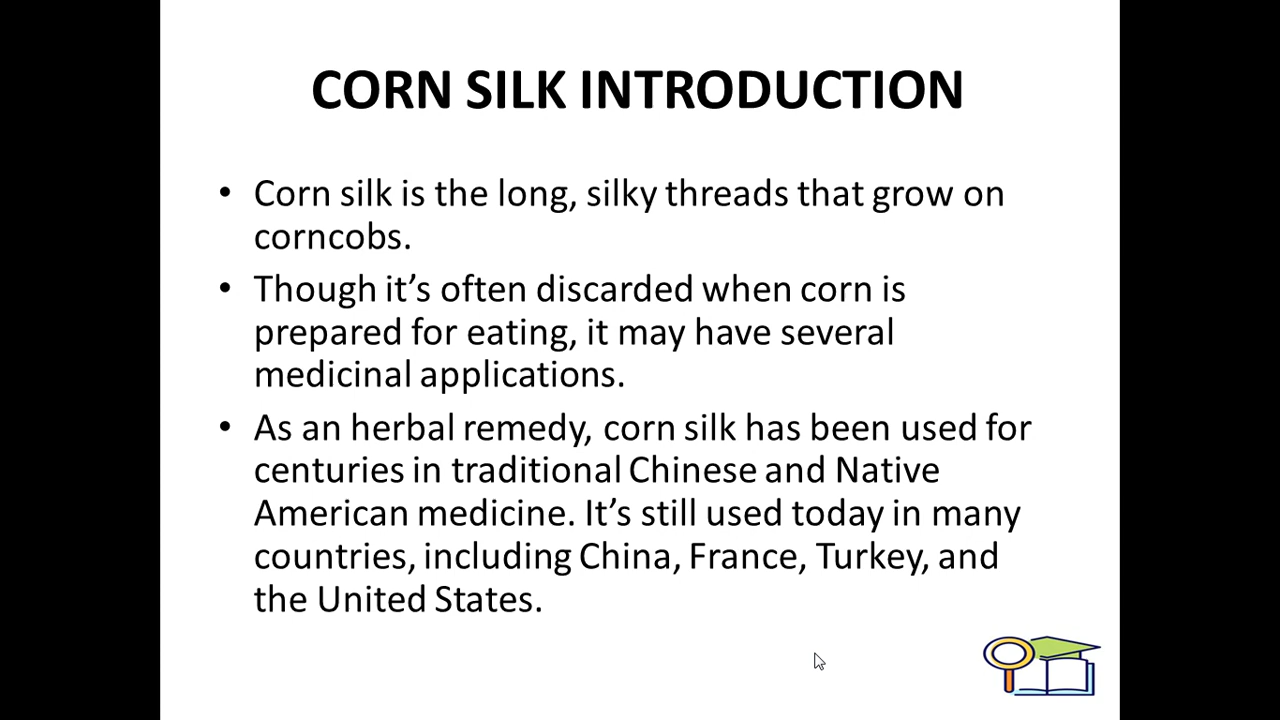 CORN SILK INTRODUCTION
• Corn silk is the long, silky threads that grow on
corncobs.
• Though it’s often discarded when corn is
prepared for eating, it may have several
medicinal applications.
• As an herbal remedy, corn silk has been used for
centuries in traditional Chinese and Native
American medicine. It’s still used today in many
countries, including China, France, Turkey, and
the United States.